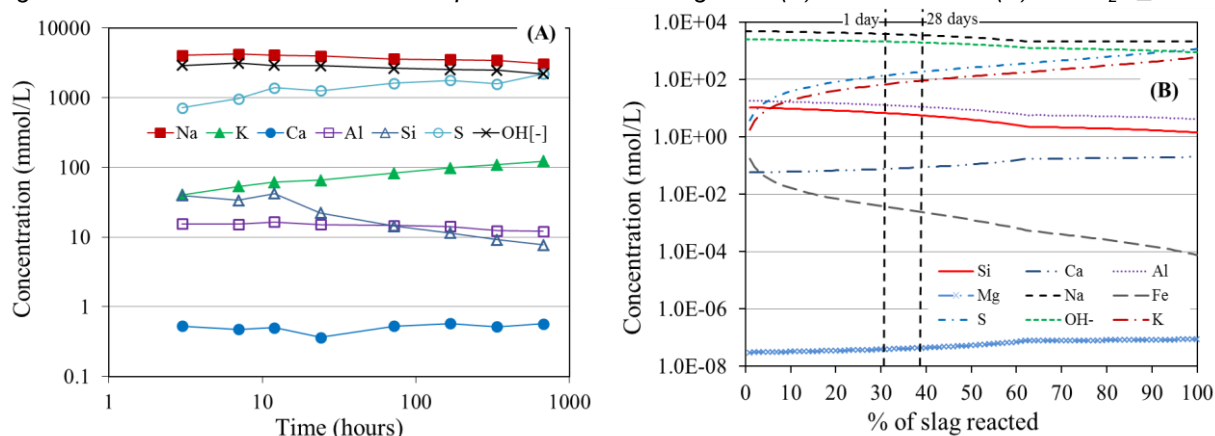 1 day
28 days
(A)
Concentration (mmol/L)
10000
1000
100
10
1
0.1
Na K Ca Al Si S OH[-]
1 10 100 1000
Time (hours)
(B)
Concentration (nnol/L)
1.0E+04
1.0E+02
1.0E+00
1.0E-02
1.0E-04
1.0E-06
1.0E-08
Si Ca Al
Mg Na Fe
S OH- K
0 10 20 30 40 50 60 70 80 90 100
% of slag reacted